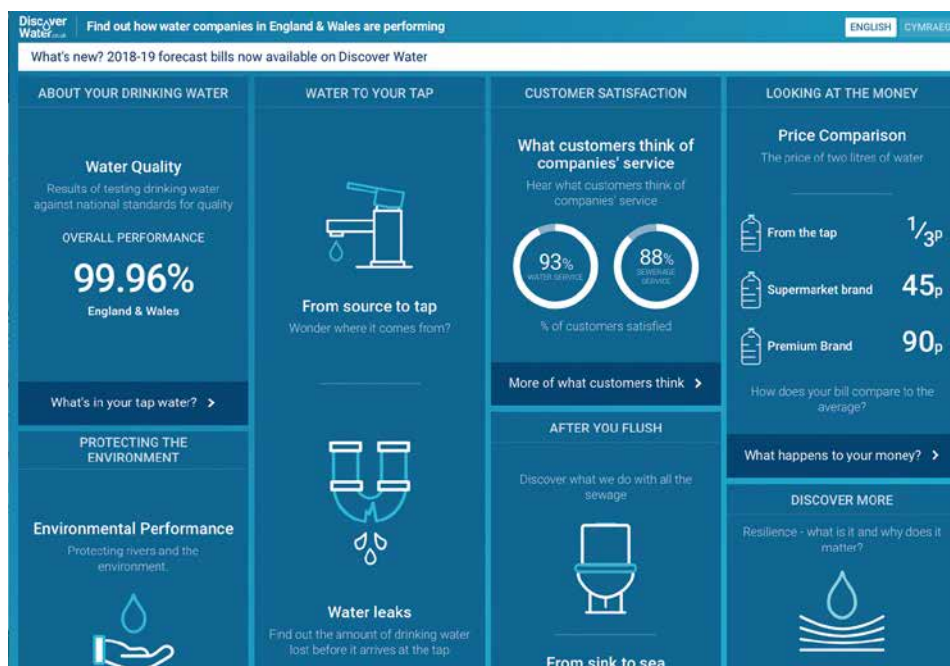 Discover
Water.co.uk
Find out how water companies in England & Wales are performing
ENGLISH
CYMRAEG
What's new? 2018-19 forecast bills now available on Discover Water
ABOUT YOUR DRINKING WATER
Water Quality
Results of testing drinking water
against national standards for quality
OVERALL PERFORMANCE
99.96%
England & Wales
What's in your tap water? >
PROTECTING THE
ENVIRONMENT
Environmental Performance
Protecting rivers and the
environment.
WATER TO YOUR TAP
From source to tap
Wonder where it comes from?
Water leaks
Find out the amount of drinking water
lost before it arrives at the tap
CUSTOMER SATISFACTION
What customers think of
companies' service
Hear what customers think of
companies' service
93%
WATER SERVICE
88%
SEWERAGE
SERVICE
% of customers satisfied
More of what customers think >
AFTER YOU FLUSH
Discover what we do with all the
sewage
From sink to sea
LOOKING AT THE MONEY
Price Comparison
The price of two litres of water
From the tap 1/3p
Supermarket brand 45p
Premium Brand 90p
How does your bill compare to the
average?
What happens to your money? >
DISCOVER MORE
Resilience - what is it and why does it
matter?